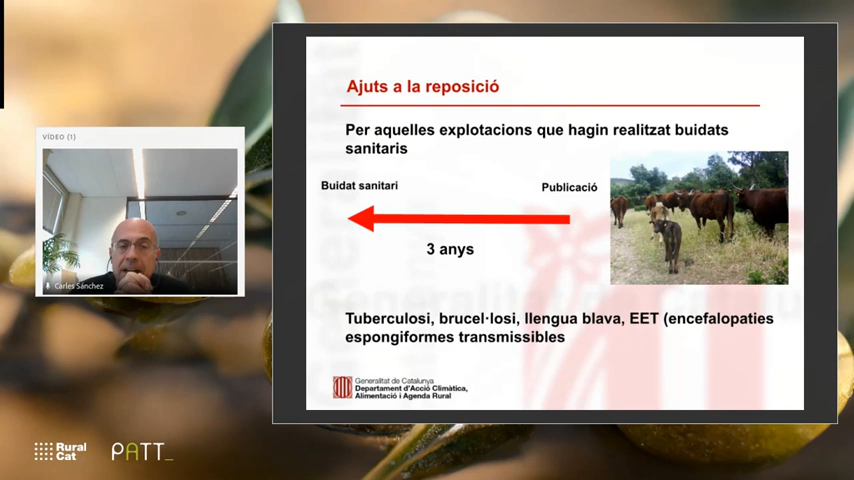 VÍDEO (1)
Carles Sánchez
Ajuts a la reposició
Per aquelles explotacions que hagin realitzat buidats
sanitaris
Buidat sanitari
Publicació
3 anys
Tuberculosi, brucel·losi, llengua blava, EET (encefalopaties
espongiformes transmissibles
Generalitat de Catalunya
Departament d'Acció Climàtica,
Alimentació i Agenda Rural
Rural
Cat
PATT_